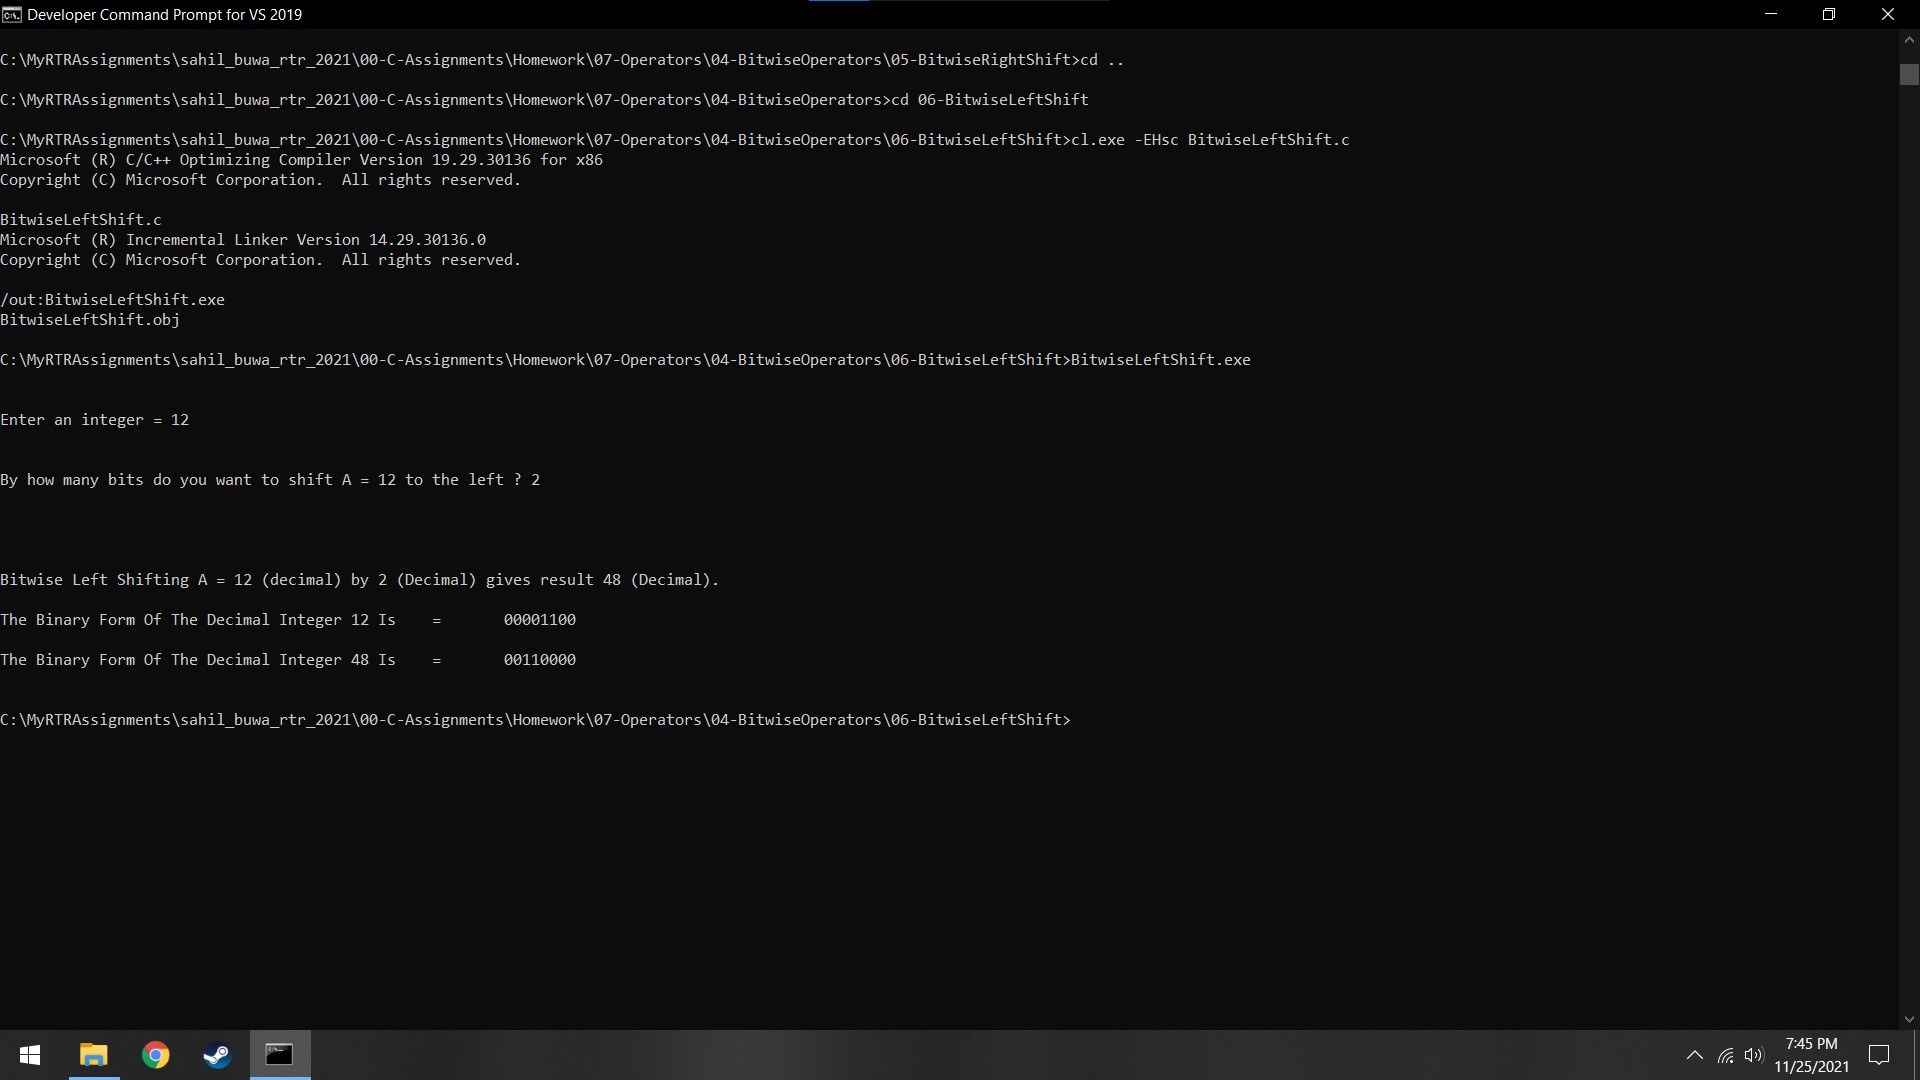 Developer Command Prompt for VS 2019
C:\MyRTRAssignments\sahil_buwa_rtr_2021\00-C-Assignments\Homework\07-Operators\04-BitwiseOperators\05-BitwiseRightShift>cd ..
C:\MyRTRAssignments\sahil_buwa_rtr_2021\00-C-Assignments\Homework\07-Operators\04-BitwiseOperators>cd 06-BitwiseLeftShift
C:\MyRTRAssignments\sahil_buwa_rtr_2021\00-C-Assignments\Homework\07-Operators\04-BitwiseOperators\06-BitwiseLeftShift>cl.exe -EHsc BitwiseLeftShift.c
Microsoft (R) C/C++ Optimizing Compiler Version 19.29.30136 for x86
Copyright (C) Microsoft Corporation.  All rights reserved.
BitwiseLeftShift.c
Microsoft (R) Incremental Linker Version 14.29.30136.0
Copyright (C) Microsoft Corporation.  All rights reserved.
/out:BitwiseLeftShift.exe
BitwiseLeftShift.obj
C:\MyRTRAssignments\sahil_buwa_rtr_2021\00-C-Assignments\Homework\07-Operators\04-BitwiseOperators\06-BitwiseLeftShift>BitwiseLeftShift.exe
Enter an integer = 12
By how many bits do you want to shift A = 12 to the left ? 2
Bitwise Left Shifting A = 12 (decimal) by 2 (Decimal) gives result 48 (Decimal).
The Binary Form Of The Decimal Integer 12 Is    =       00001100
The Binary Form Of The Decimal Integer 48 Is    =       00110000
C:\MyRTRAssignments\sahil_buwa_rtr_2021\00-C-Assignments\Homework\07-Operators\04-BitwiseOperators\06-BitwiseLeftShift>
7:45 PM
11/25/2021